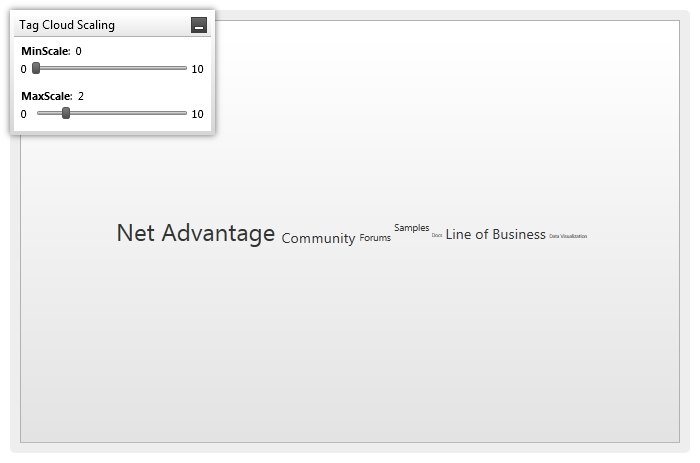 Tag Cloud Scaling
MinScale: 0
0 10
MaxScale: 2
0 10
Net Advantage Community Forums Samples Docs Line of Business Data Visualization